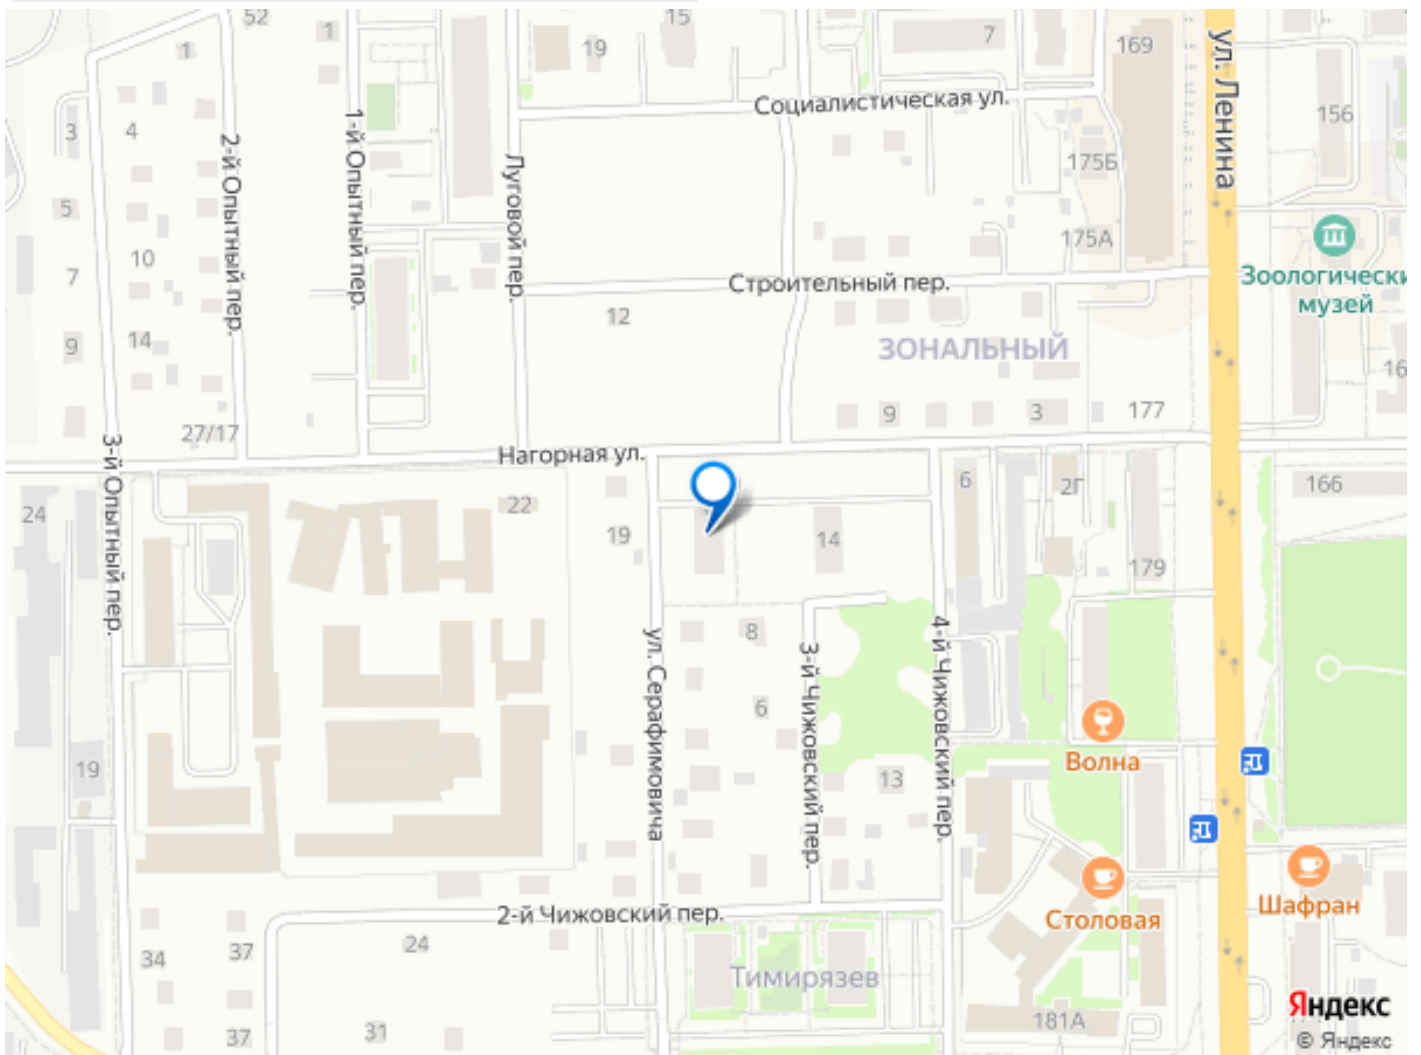 52
1
1
19
15
7
169
ул. Ленина
156
Социалистическая ул.
3
4
2-й Опытный пер.
1-й Опытный пер.
Луговой пер.
175Б
5
175А
7
10
Строительный пер.
Зоологически
музей
12
9
14
ЗОНАЛЬНЫЙ
16
27/17
9
3
177
3-й Опытный пер.
Нагорная ул.
24
22
19
14
6
2Г
166
179
ул. Серафимовича
8
3-й Чижовский пер.
4-й Чижовский пер.
6
Волна
19
13
Столовая
Шафран
2-й Чижовский пер.
34
37
24
Тимирязев
37
31
181А
Яндекс
© Яндекс